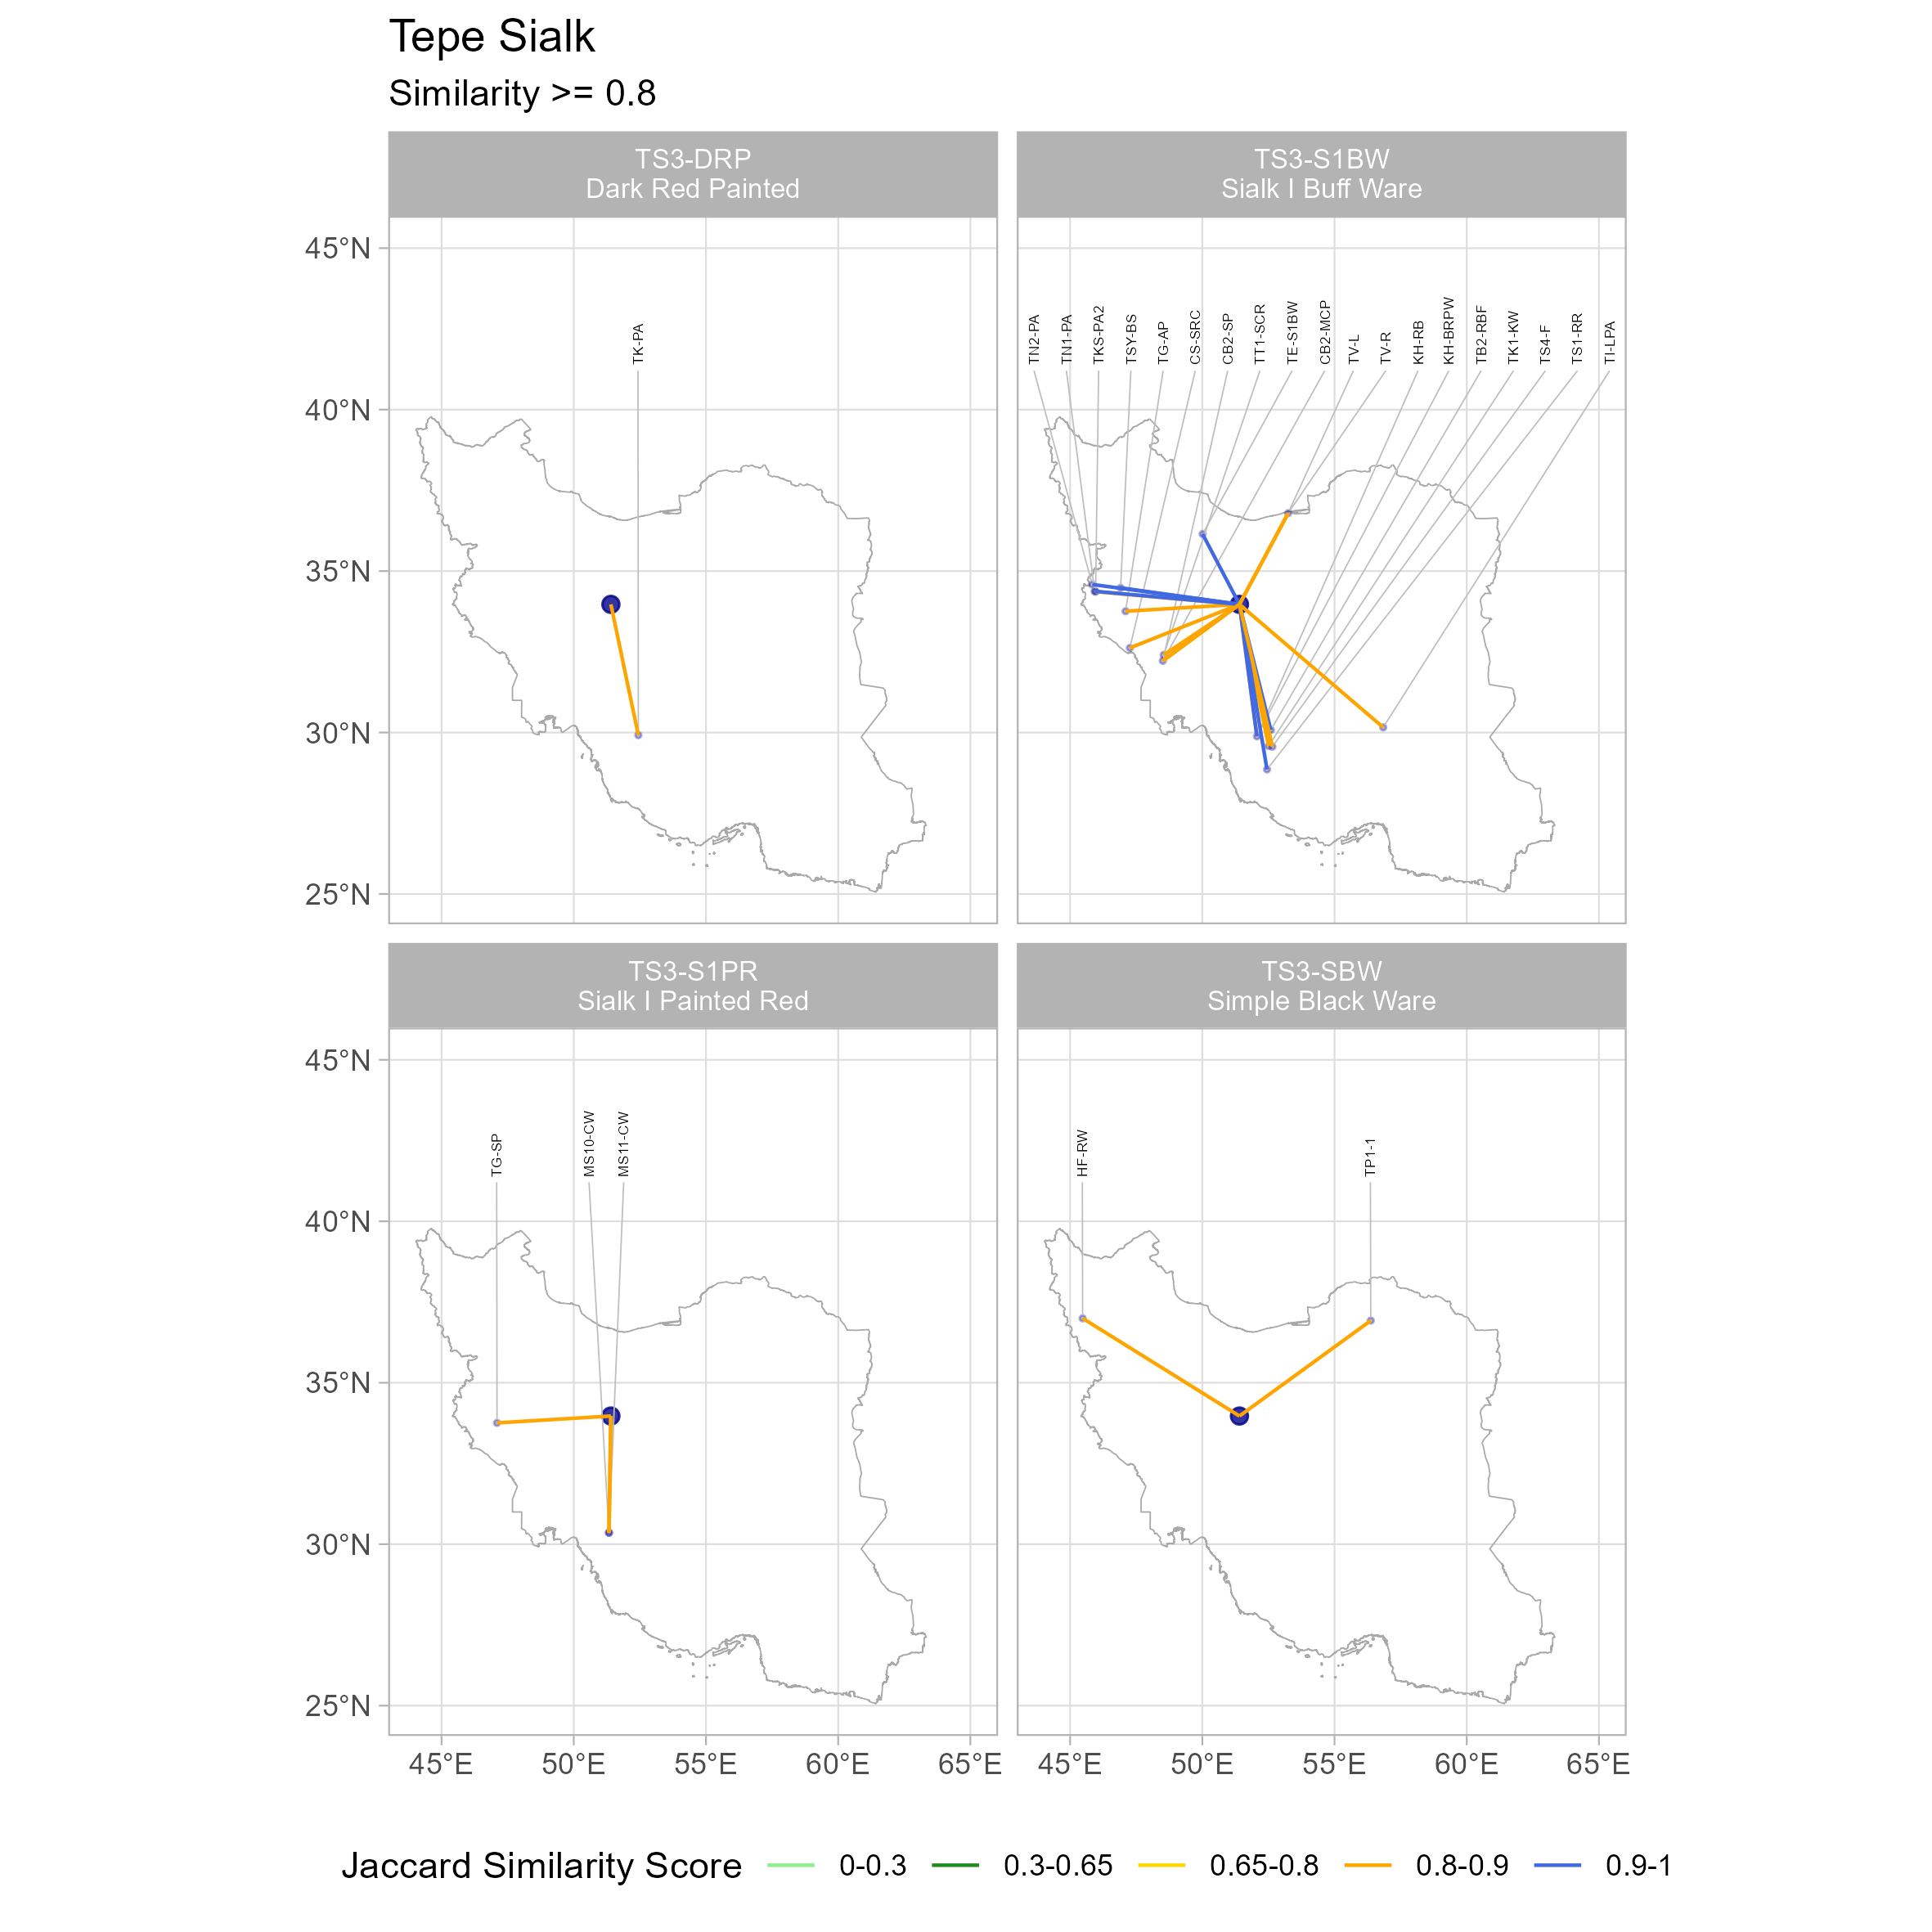 Tepe Sialk
Similarity >= 0.8
TS3-DRP
Dark Red Painted
TS3-S1BW
Sialk I Buff Ware
45°N
40°N
35°N
30°N
25°N
TK-PA
TN2-PA
TN1-PA
TKS-PA2
TSY-BS
TG-AP
CS-SRC
CB2-SP
TT1-SCR
TE-S1BW
CB2-MCP
TV-L
TV-R
KH-RB
KH-BRPW
TB2-RBF
TK1-KW
TS4-F
TS1-RR
TI-LPA
TS3-S1PR
Sialk I Painted Red
TS3-SBW
Simple Black Ware
45°N
40°N
35°N
30°N
25°N
TG-SP
MS10-CW
MS11-CW
HF-RW
TP1-1
45°E 50°E 55°E 60°E 65°E
45°E 50°E 55°E 60°E 65°E
Jaccard Similarity Score 0-0.3 0.3-0.65 0.65-0.8 0.8-0.9 0.9-1